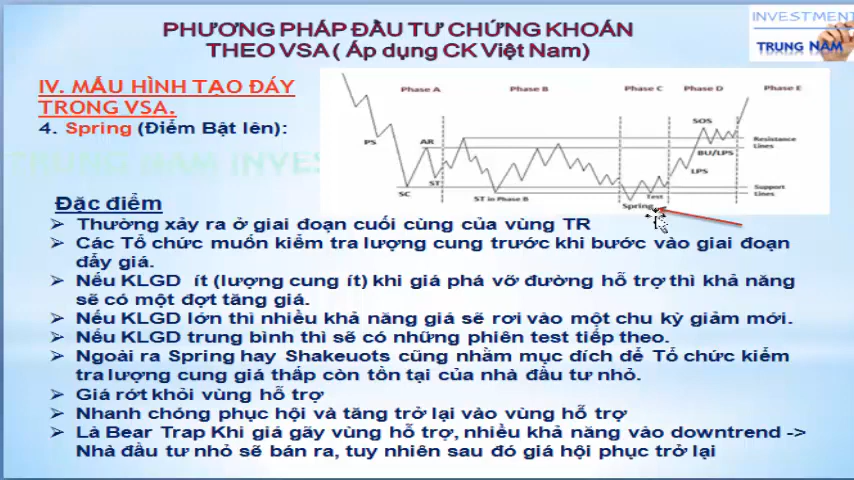 PHƯƠNG PHÁP ĐẦU TƯ CHỨNG KHOÁN
THEO VSA ( Áp dụng CK Việt Nam)
INVESTMENT
TRUNG NAM
IV. MẪU HÌNH TẠO ĐÁY
TRONG VSA.
4. Spring (Điểm Bật lên):
TRUNG NAM INVES
Phase A Phase B Phase C Phase D Phase E
PS
AR
SC
ST
ST in Phase B
Spring
Test
SOS
BU/LPS
LPS
Resistance
Lines
Support
Lines
Đặc điểm
➢ Thường xảy ra ở giai đoạn cuối cùng của vùng TR
➢ Các Tổ chức muốn kiểm tra lượng cung trước khi bước vào giai đoạn
đẩy giá.
➢ Nếu KLGD ít (lượng cung ít) khi giá phá vỡ đường hỗ trợ thì khả năng
sẽ có một đợt tăng giá.
➢ Nếu KLGD lớn thì nhiều khả năng giá sẽ rơi vào một chu kỳ giảm mới.
➢ Nếu KLGD trung bình thì sẽ có những phiên test tiếp theo.
➢ Ngoài ra Spring hay Shakeuots cũng nhằm mục đích để Tổ chức kiểm
tra lượng cung giá thấp còn tồn tại của nhà đầu tư nhỏ.
➢ Giá rớt khỏi vùng hỗ trợ
➢ Nhanh chóng phục hội và tăng trở lại vào vùng hỗ trợ
➢ Là Bear Trap Khi giá gãy vùng hỗ trợ, nhiều khả năng vào downtrend ->
Nhà đầu tư nhỏ sẽ bán ra, tuy nhiên sau đó giá hồi phục trở lại